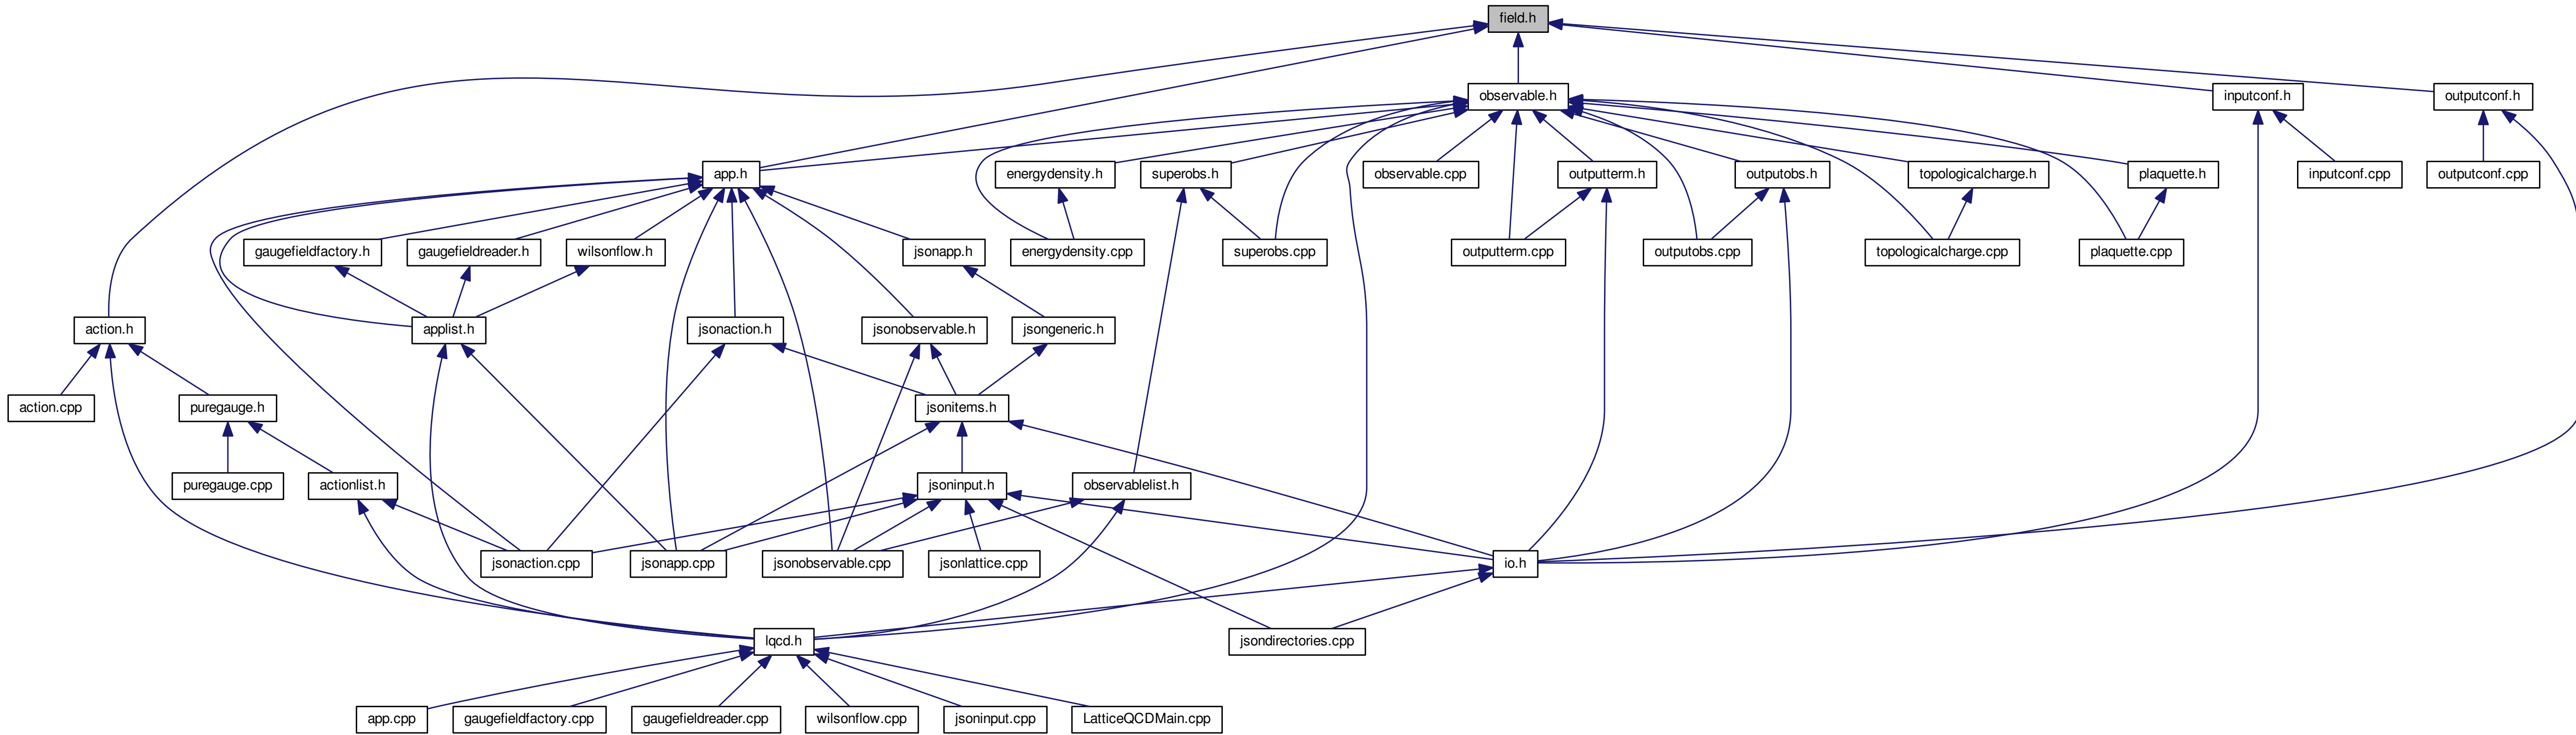 field.h
observable.h
inputconf.h
outputconf.h
app.h
energydensity.h
superobs.h
observable.cpp
outputterm.h
outputobs.h
topologicalcharge.h
plaquette.h
inputconf.cpp
outputconf.cpp
gaugefieldfactory.h
gaugefieldreader.h
wilsonflow.h
jsonapp.h
energydensity.cpp
superobs.cpp
outputterm.cpp
outputobs.cpp
topologicalcharge.cpp
plaquette.cpp
action.h
applist.h
jsonaction.h
jsonobservable.h
jsongeneric.h
action.cpp
puregauge.h
jsonitems.h
puregauge.cpp
actionlist.h
jsoninput.h
observablelist.h
jsonaction.cpp
jsonapp.cpp
jsonobservable.cpp
jsonlattice.cpp
io.h
lqcd.h
jsondirectories.cpp
app.cpp
gaugefieldfactory.cpp
gaugefieldreader.cpp
wilsonflow.cpp
jsoninput.cpp
LatticeQCDMain.cpp